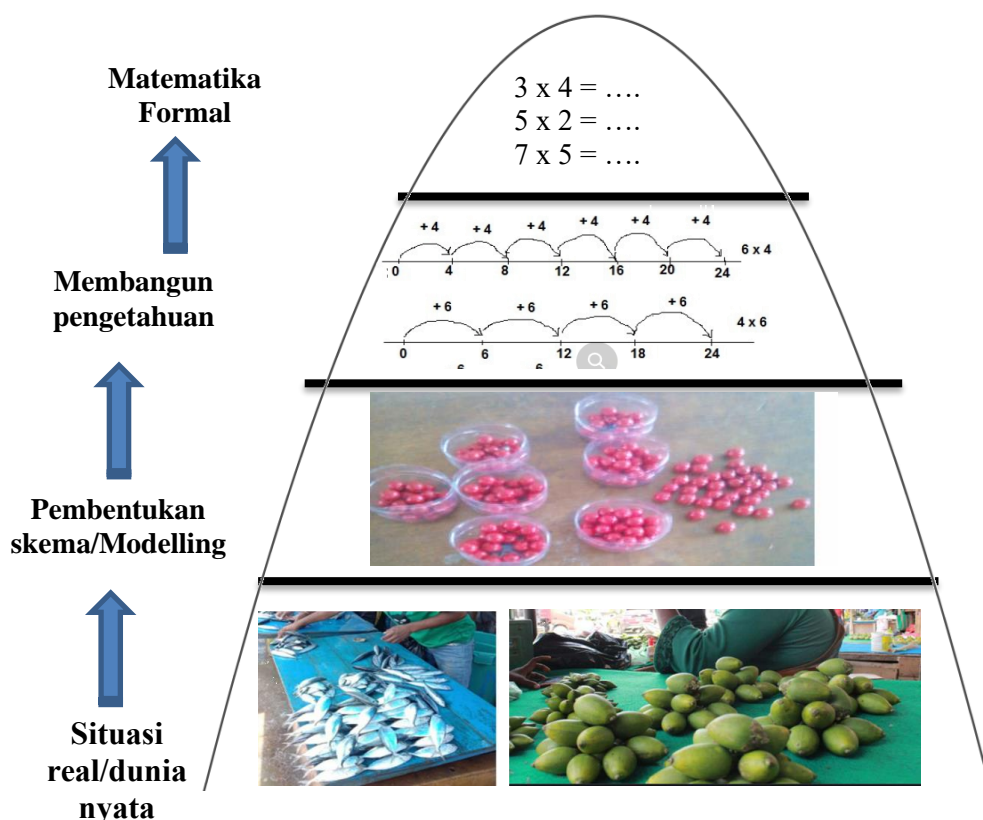 Matematika
Formal
3 x 4 = ….
5 x 2 = ….
7 x 5 = ….
+ 4 + 4 + 4 + 4 + 4 + 4
6 x 4
0 4 8 12 16 20 24
Membangun
pengetahuan
+ 6 + 6 + 6 + 6
4 x 6
0 6 12 18 24
6 6
Pembentukan
skema/Modelling
Situasi
real/dunia
nyata